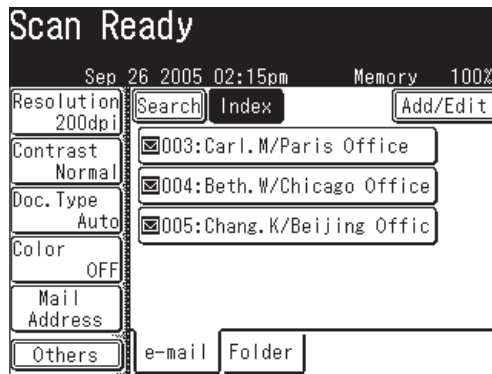 Scan Ready
Sep 26 2005 02:15pm Memory 100%
Resolution
200dpi
Contrast
Normal
Doc.Type
Auto
Color
OFF
Mail
Address
Others
Search Index Add/Edit
003:Carl.M/Paris Office
004:Beth.W/Chicago Office
005:Chang.K/Beijing Offic
e-mail Folder